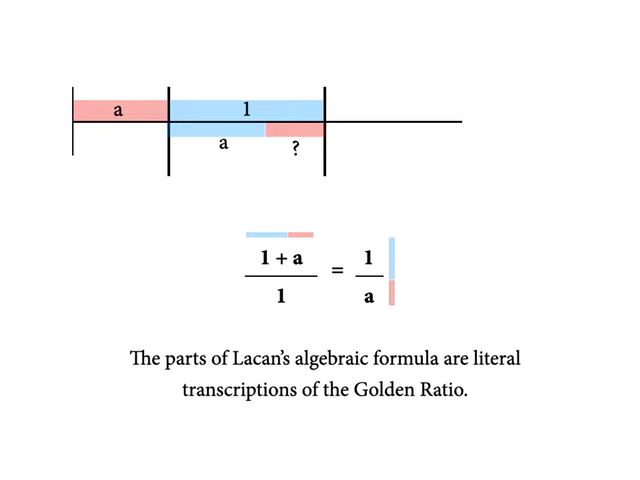 a 1
a ?
1 + a = 1
1 a
The parts of Lacan's algebraic formula are literal
transcriptions of the Golden Ratio.